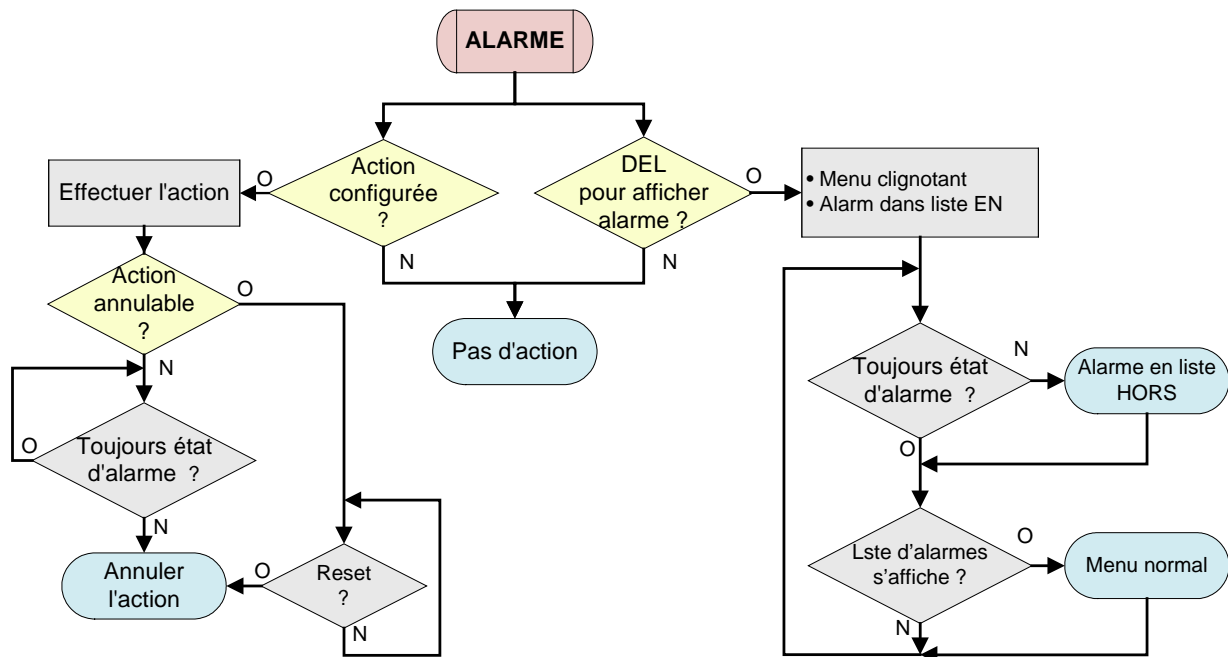 ALARME
Action
configurée
?
O
N
DEL
pour afficher
alarme ?
O
N
Effectuer l'action
• Menu clignotant
• Alarm dans liste EN
Action
annulable
?
O
N
Pas d'action
Toujours état
d'alarme ?
O
N
Toujours état
d'alarme ?
N
O
Alarme en liste
HORS
Annuler
l'action
Reset
?
O
N
Lste d’alarmes
s’affiche ?
O
N
Menu normal